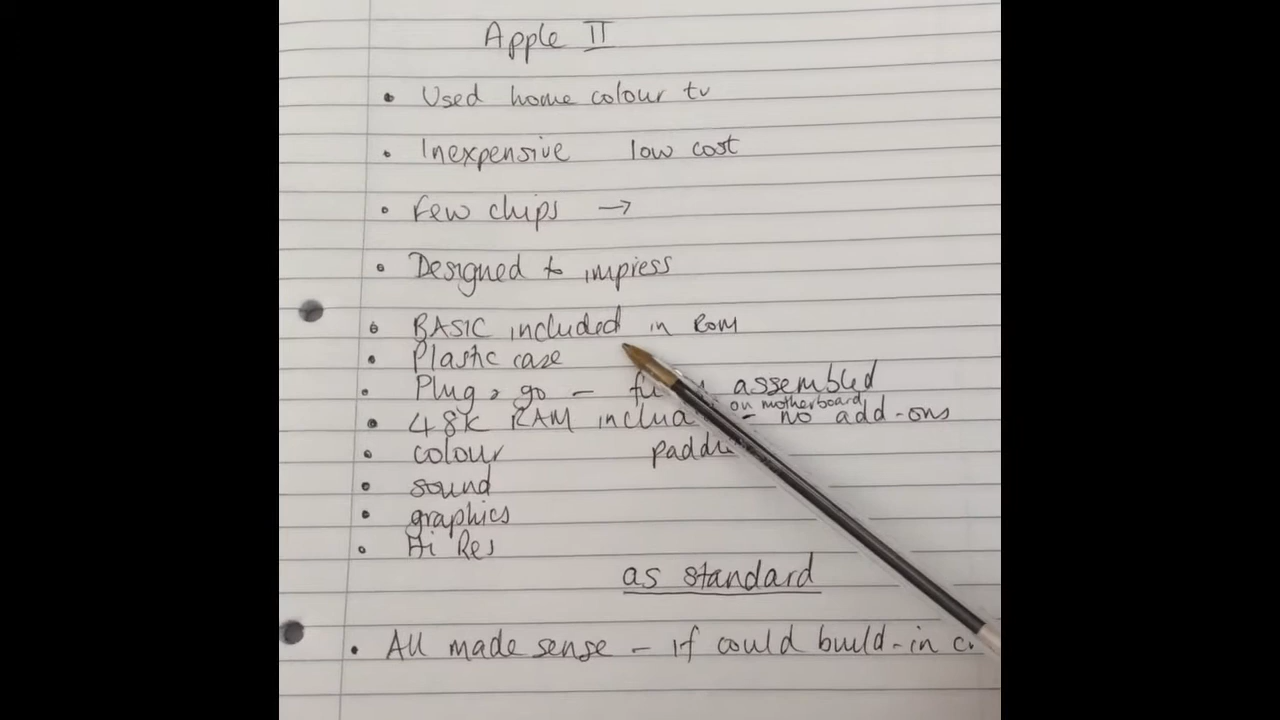 Apple II
• Used home colour tv
• Inexpensive low cost
• Few chips →
• Designed to impress
• BASIC included in ROM
• Plastic case
• Plug & go – assembled
on motherboard
• 48K RAM – no add-ons
• colour
• sound
• graphics
• Hi Res
as standard
• All made sense – if could build-in